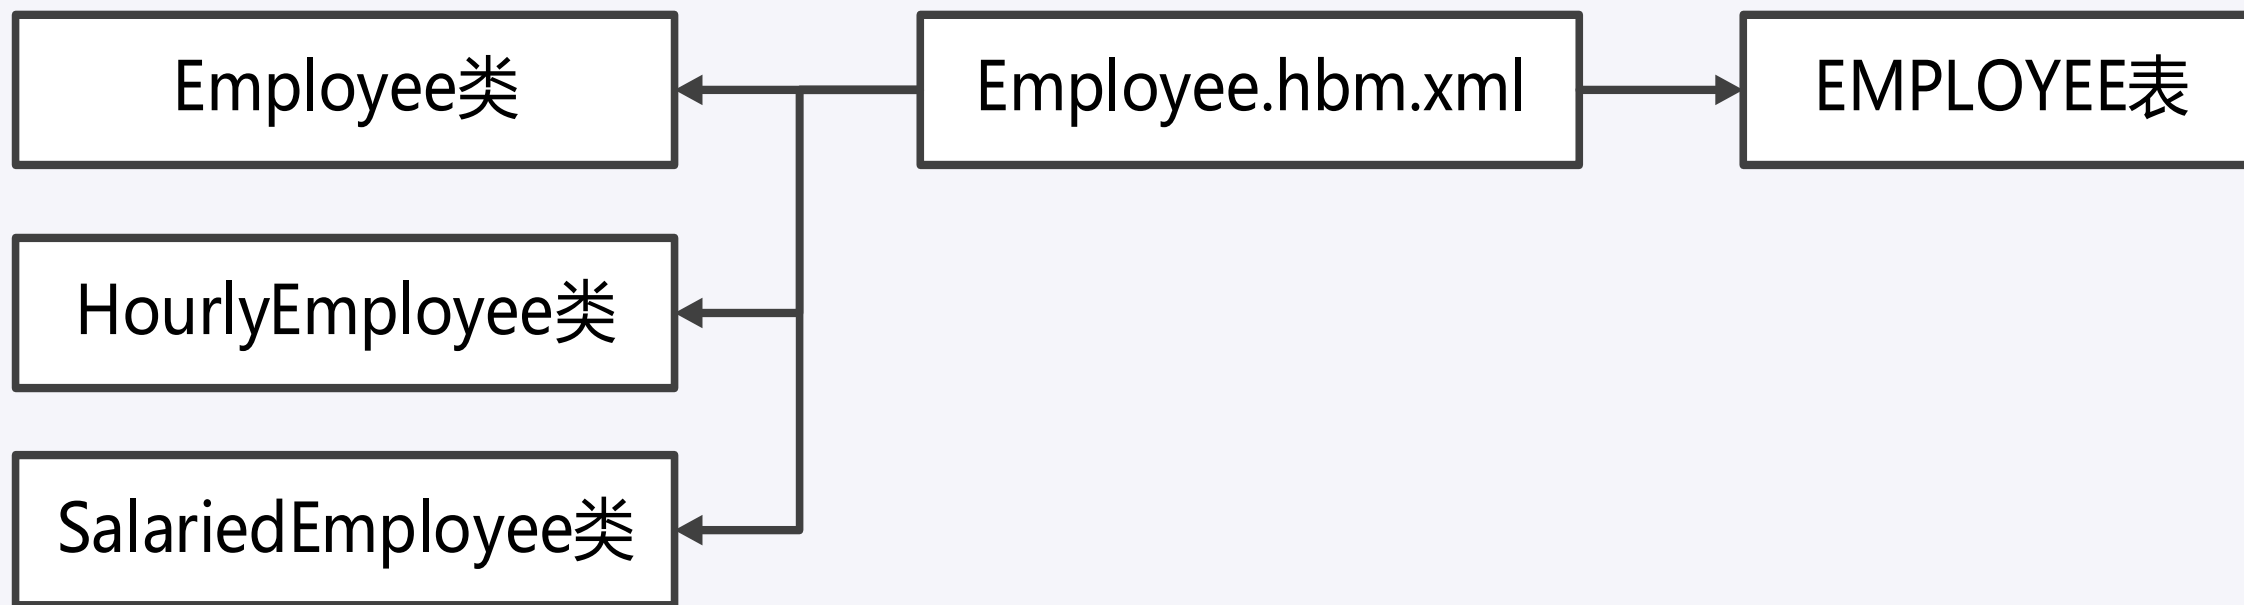 Employee类
Employee.hbm.xml
EMPLOYEE表
HourlyEmployee类
SalariedEmployee类